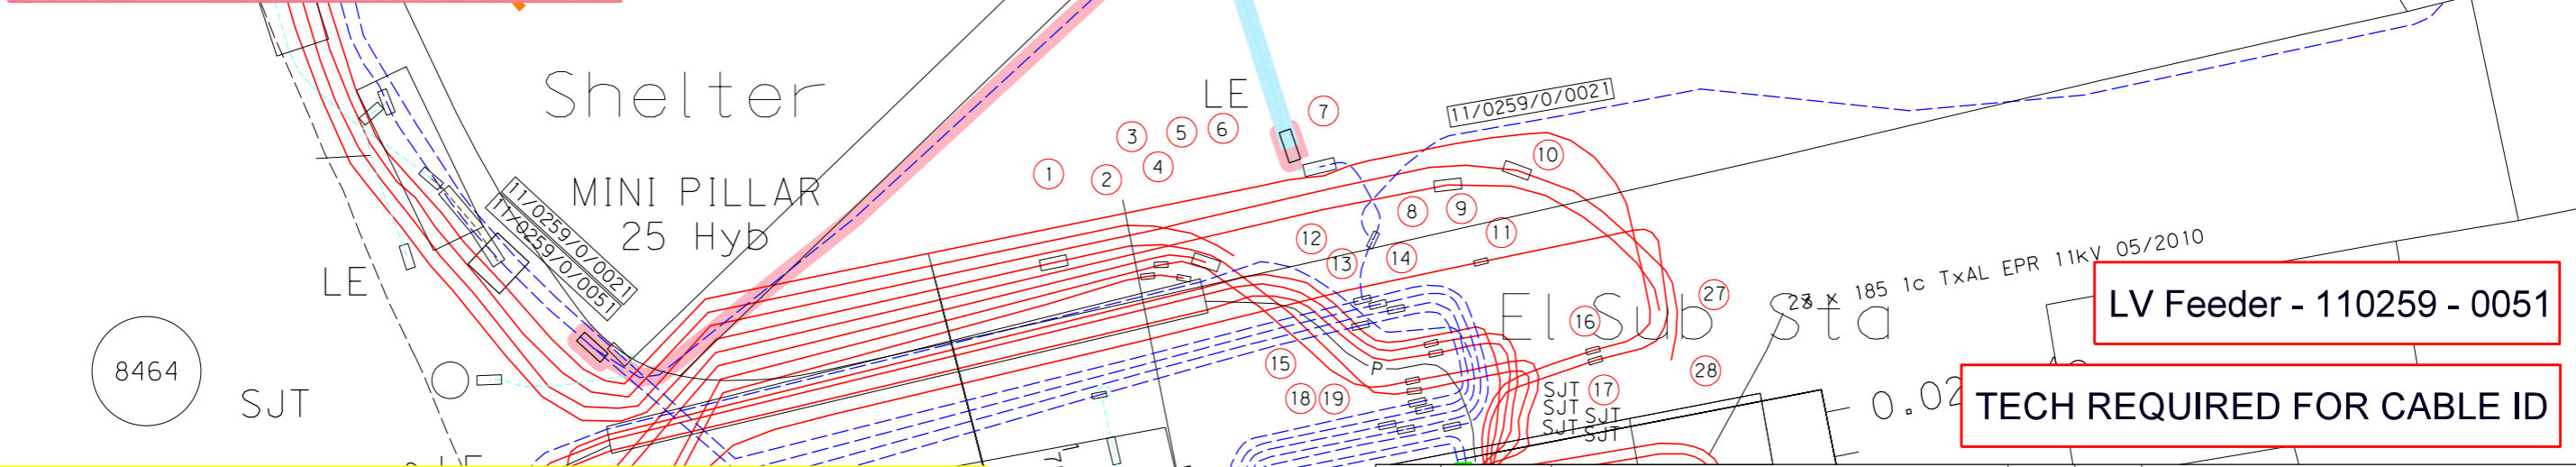 Shelter
MINI PILLAR
25 Hyb
11/0259/0/0021
11/0259/0/0051
LE
8464
SJT
LE
11/0259/0/0021
1
2
3
4
5
6
7
8
9
10
11
12
13
14
15
16
17
18
19
27
28
P
El Sub Sta
185 1c TxAL EPR 11kV 05/2010
SJT
SJT
SJT
SJT
SJT
LV Feeder - 110259 - 0051
TECH REQUIRED FOR CABLE ID